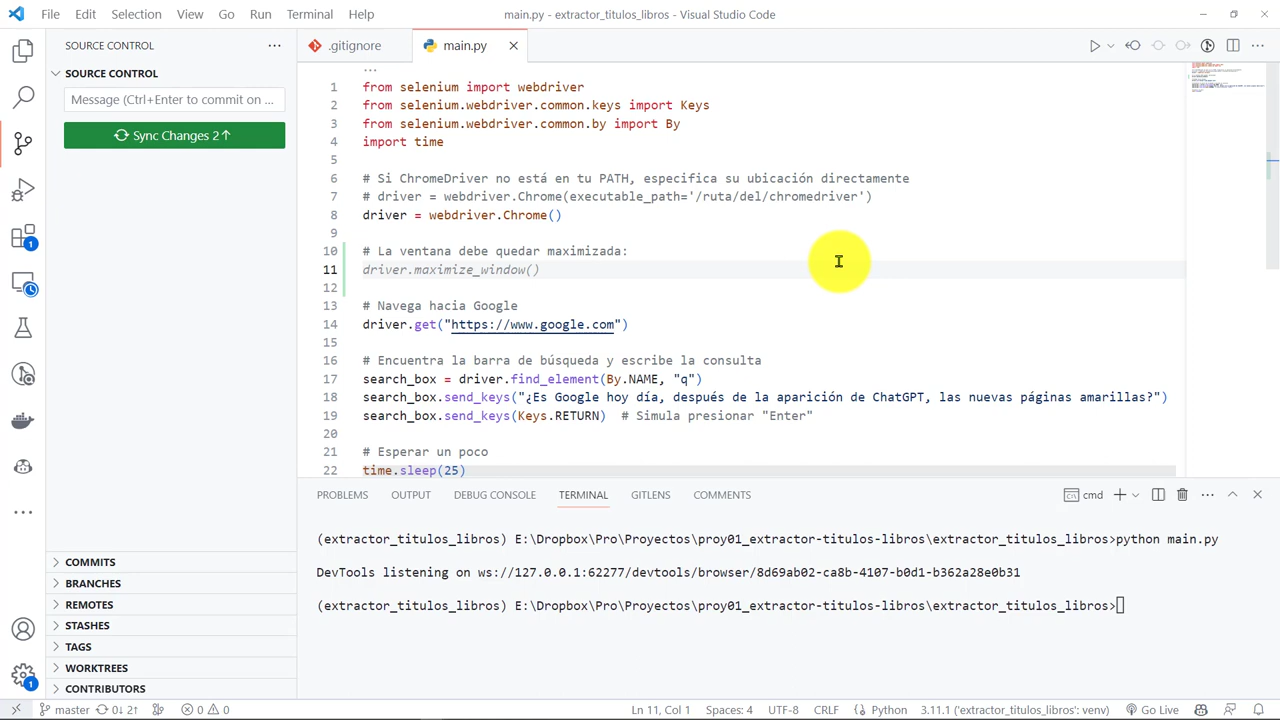 File Edit Selection View Go Run Terminal Help main.py - extractor_titulos_libros - Visual Studio Code
SOURCE CONTROL
.gitignore
main.py
SOURCE CONTROL
Message (Ctrl+Enter to commit on ...
Sync Changes 2↑
1 from selenium import webdriver
2 from selenium.webdriver.common.keys import Keys
3 from selenium.webdriver.common.by import By
4 import time
5
6 # Si ChromeDriver no está en tu PATH, especifica su ubicación directamente
7 # driver = webdriver.Chrome(executable_path='/ruta/del/chromedriver')
8 driver = webdriver.Chrome()
9
10 # La ventana debe quedar maximizada:
11 driver.maximize_window()
12
13 # Navega hacia Google
14 driver.get("https://www.google.com")
15
16 # Encuentra la barra de búsqueda y escribe la consulta
17 search_box = driver.find_element(By.NAME, "q")
18 search_box.send_keys("¿Es Google hoy día, después de la aparición de ChatGPT, las nuevas páginas amarillas?")
19 search_box.send_keys(Keys.RETURN) # Simula presionar "Enter"
20
21 # Esperar un poco
22 time.sleep(25)
PROBLEMS OUTPUT DEBUG CONSOLE TERMINAL GITLENS COMMENTS
cmd
(extractor_titulos_libros) E:\Dropbox\Pro\Proyectos\proy01_extractor-titulos-libros\extractor_titulos_libros>python main.py
DevTools listening on ws://127.0.0.1:62277/devtools/browser/8d69ab02-ca8b-4107-b0d1-b362a28e0b31
(extractor_titulos_libros) E:\Dropbox\Pro\Proyectos\proy01_extractor-titulos-libros\extractor_titulos_libros>
COMMITS
BRANCHES
REMOTES
STASHES
TAGS
WORKTREES
CONTRIBUTORS
1
1
master 0↓ 2↑ 0 0 Ln 11, Col 1 Spaces: 4 UTF-8 CRLF Python 3.11.1 ('extractor_titulos_libros': venv) Go Live